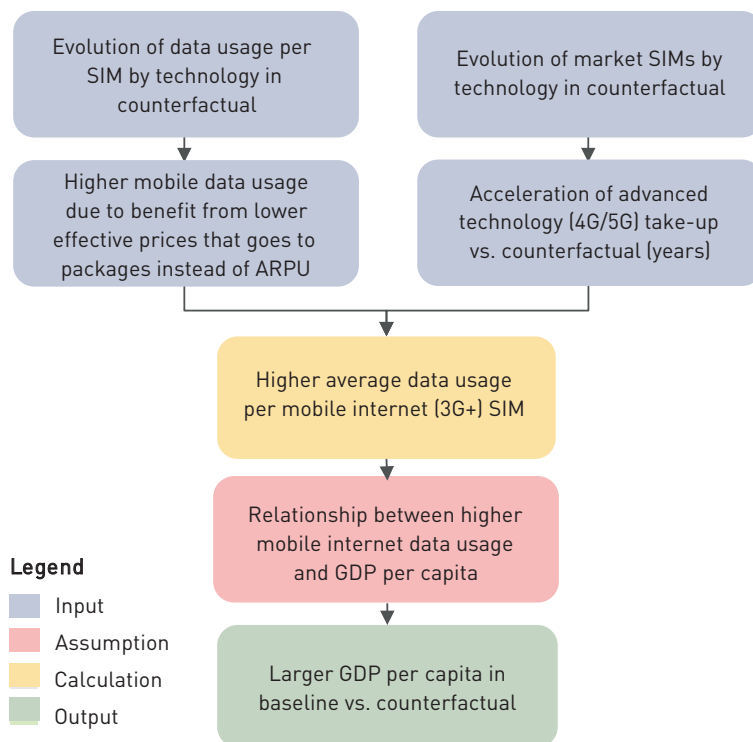 Evolution of data usage per
SIM by technology in
counterfactual
Evolution of market SIMs by
technology in counterfactual
Higher mobile data usage
due to benefit from lower
effective prices that goes to
packages instead of ARPU
Acceleration of advanced
technology (4G/5G) take-up
vs. counterfactual (years)
Higher average data usage
per mobile internet (3G+) SIM
Relationship between higher
mobile internet data usage
and GDP per capita
Larger GDP per capita in
baseline vs. counterfactual
Legend
Input
Assumption
Calculation
Output